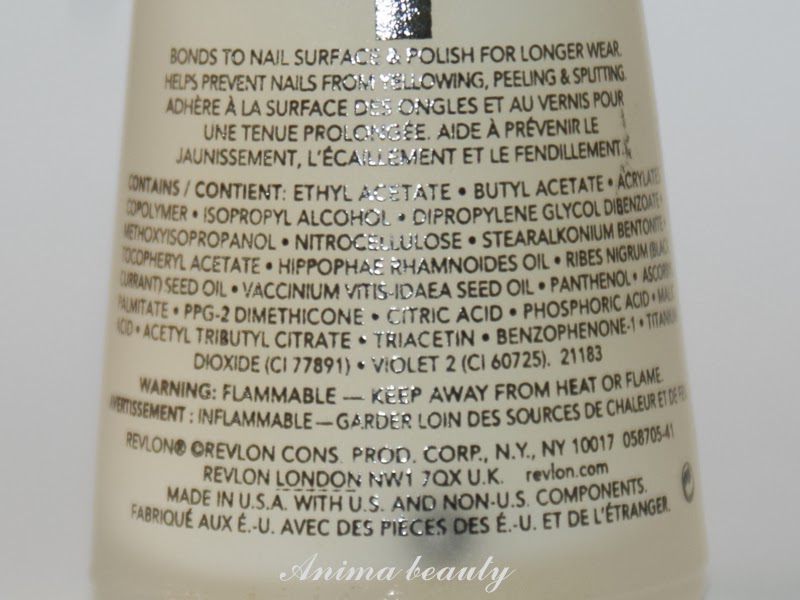 BONDS TO NAIL SURFACE & POLISH FOR LONGER WEAR.
HELPS PREVENT NAILS FROM YELLOWING, PEELING & SPLITTING.
ADHÈRE À LA SURFACE DES ONGLES ET AU VERNIS POUR
UNE TENUE PROLONGÉE. AIDE À PRÉVENIR LE
JAUNISSEMENT, L'ÉCAILLEMENT ET LE FENDILLEMENT.
CONTAINS / CONTIENT: ETHYL ACETATE • BUTYL ACETATE • ACRYLATES
COPOLYMER • ISOPROPYL ALCOHOL • DIPROPYLENE GLYCOL DIBENZOATE •
METHOXYISOPROPANOL • NITROCELLULOSE • STEARALKONIUM BENTONITE •
TOCOPHERYL ACETATE • HIPPOPHAE RHAMNOIDES OIL • RIBES NIGRUM (BLACK
CURRANT) SEED OIL • VACCINIUM VITIS-IDAEA SEED OIL • PANTHENOL •
PALMITATE • PPG-2 DIMETHICONE • CITRIC ACID • PHOSPHORIC ACID •
ACID • ACETYL TRIBUTYL CITRATE • TRIACETIN • BENZOPHENONE-1 • TITANIUM
DIOXIDE (CI 77891) • VIOLET 2 (CI 60725). 21183
WARNING: FLAMMABLE — KEEP AWAY FROM HEAT OR FLAME.
AVERTISSEMENT : INFLAMMABLE — GARDER LOIN DES SOURCES DE CHALEUR ET DE
REVLON® ©REVLON CONS. PROD. CORP., N.Y., NY 10017 058705-41
REVLON LONDON NW1 7QX U.K. revlon.com
MADE IN U.S.A. WITH U.S. AND NON-U.S. COMPONENTS.
FABRIQUÉ AUX É.-U. AVEC DES PIÈCES DES É.-U. ET DE L'ÉTRANGER.
Anima beauty